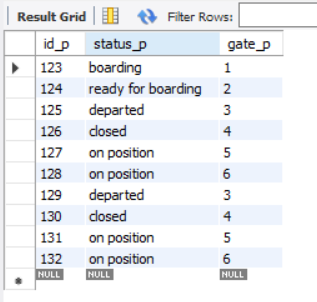 Result Grid Filter Rows:
id_p status_p gate_p
123 boarding 1
124 ready for boarding 2
125 departed 3
126 closed 4
127 on position 5
128 on position 6
129 departed 3
130 closed 4
131 on position 5
132 on position 6
NULL NULL NULL